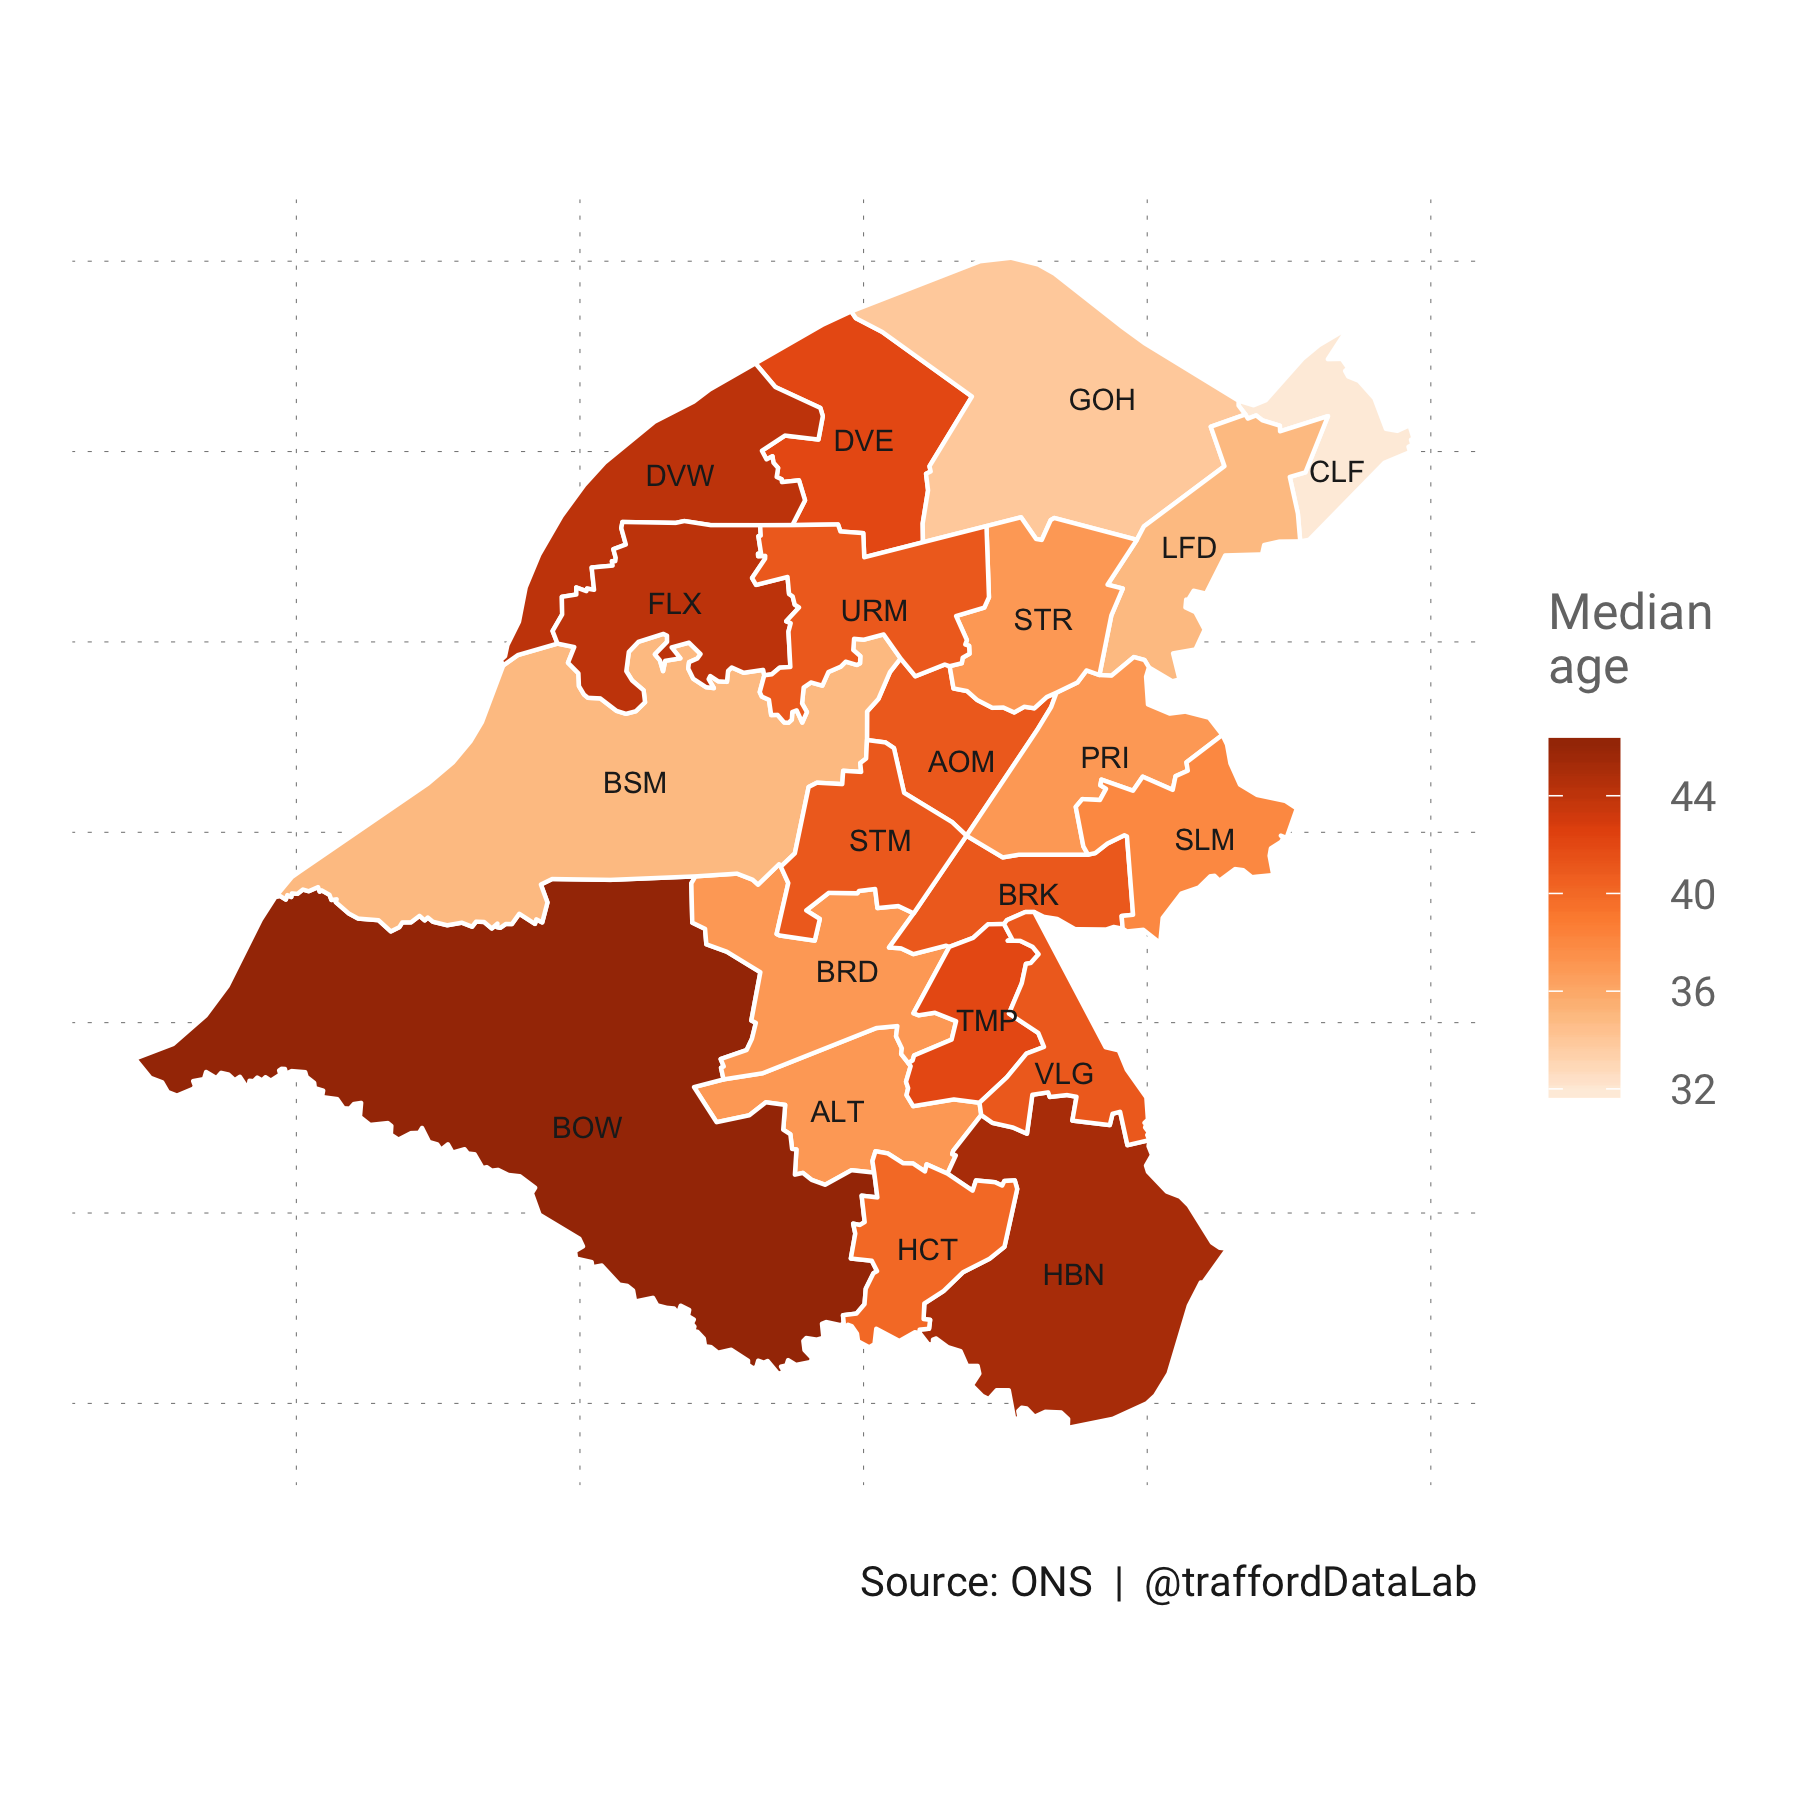 GOH
DVE
CLF
DVW
LFD
FLX
URM
STR
Median
age
PRI
AOM
BSM
44
STM
SLM
BRK
40
BRD
36
TMP
VLG
32
ALT
BOW
HCT
HBN
Source: ONS | @traffordDataLab